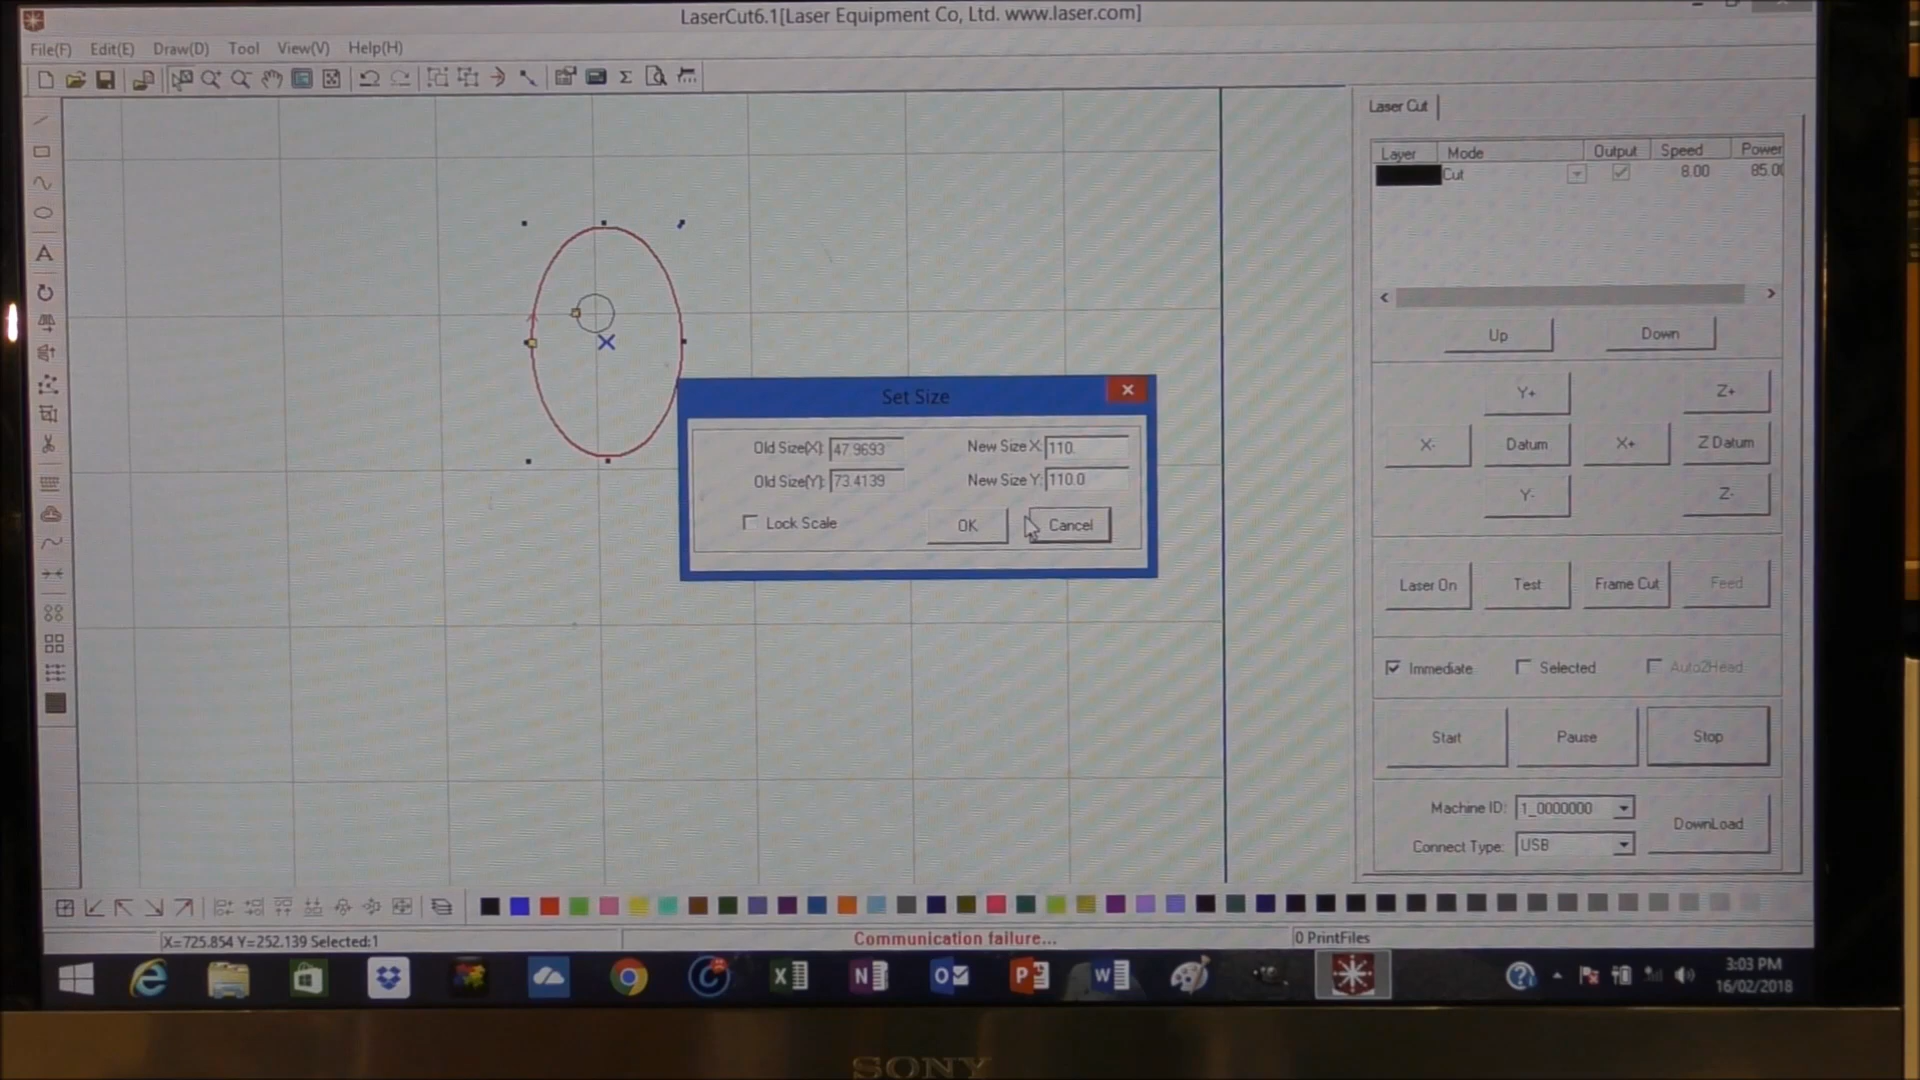 LaserCut6.1[Laser Equipment Co, Ltd. www.laser.com]
File(F) Edit(E) Draw(D) Tool View(V) Help(H)
Laser Cut
Layer Mode Output Speed Power
Cut 8.00 85.00
Up Down
Y+ Z+
X- Datum X+ Z Datum
Y- Z-
Set Size
Old Size(X): 47.9693 New Size X: 110.
Old Size(Y): 73.4139 New Size Y: 110.0
Lock Scale OK Cancel
Laser On Test Frame Cut Feed
Immediate Selected Auto2Head
Start Pause Stop
Machine ID: 1_0000000
DownLoad
Connect Type: USB
X=725.854 Y=252.139 Selected:1 Communication failure... 0 PrintFiles
3:03 PM
16/02/2018
SONY